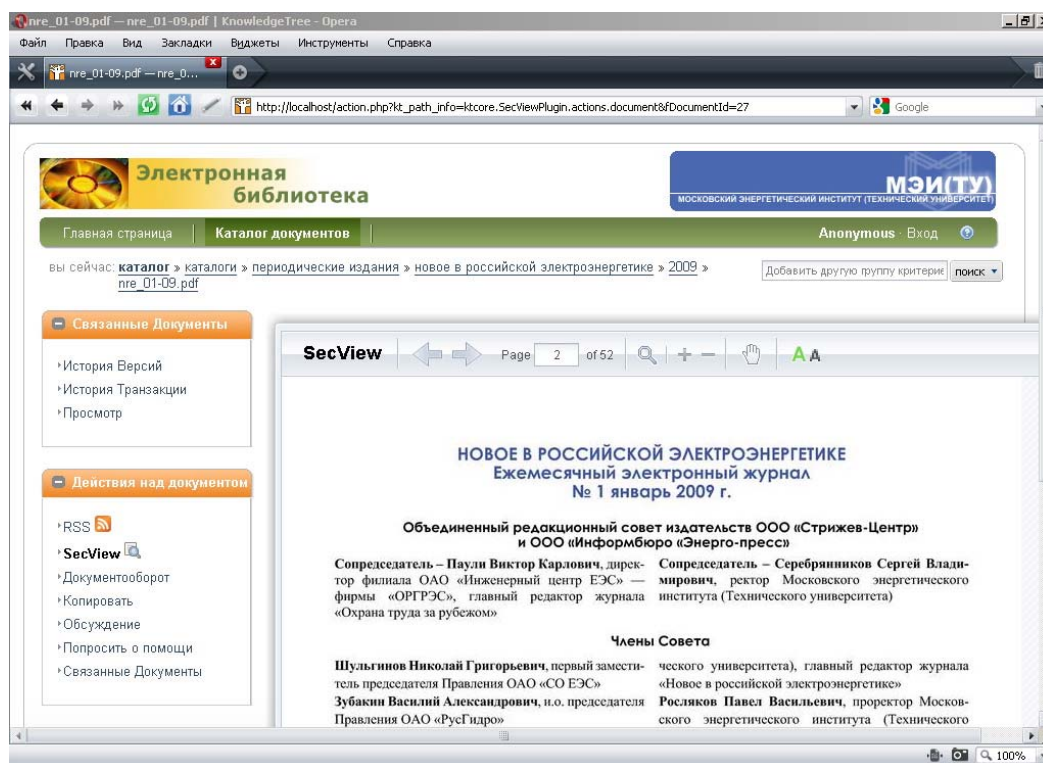 nre_01-09.pdf — nre_01-09.pdf | KnowledgeTree - Opera
Файл Правка Вид Закладки Виджеты Инструменты Справка
nre_01-09.pdf — nre_0...
http://localhost/action.php?kt_path_info=ktcore.SecViewPlugin.actions.document&fDocumentId=27
Google
Электронная
библиотека
МЭИ(ТУ)
МОСКОВСКИЙ ЭНЕРГЕТИЧЕСКИЙ ИНСТИТУТ (ТЕХНИЧЕСКИЙ УНИВЕРСИТЕТ)
Главная страница | Каталог документов |
Anonymous · Вход
вы сейчас: каталог » каталоги » периодические издания » новое в российской электроэнергетике » 2009 »
nre_01-09.pdf
Добавить другую группу критерие
поиск
Связанные Документы
История Версий
История Транзакции
Просмотр
Действия над документом
RSS
SecView
Документооборот
Копировать
Обсуждение
Попросить о помощи
Связанные Документы
SecView Page 2 of 52 A A
НОВОЕ В РОССИЙСКОЙ ЭЛЕКТРОЭНЕРГЕТИКЕ
Ежемесячный электронный журнал
№ 1 январь 2009 г.
Объединенный редакционный совет издательств ООО «Стрижев-Центр»
и ООО «Информбюро «Энерго-пресс»
Сопредседатель – Паули Виктор Карлович, дирек-
тор филиала ОАО «Инженерный центр ЕЭС» —
фирмы «ОРГРЭС», главный редактор журнала
«Охрана труда за рубежом»
Сопредседатель – Серебрянников Сергей Влади-
мирович, ректор Московского энергетического
института (Технического университета)
Члены Совета
Шульгинов Николай Григорьевич, первый замести-
тель председателя Правления ОАО «СО ЕЭС»
Зубакин Василий Александрович, и.о. председателя
Правления ОАО «РусГидро»
ческого университета), главный редактор журнала
«Новое в российской электроэнергетике»
Росляков Павел Васильевич, проректор Москов-
ского энергетического института (Технического
100%